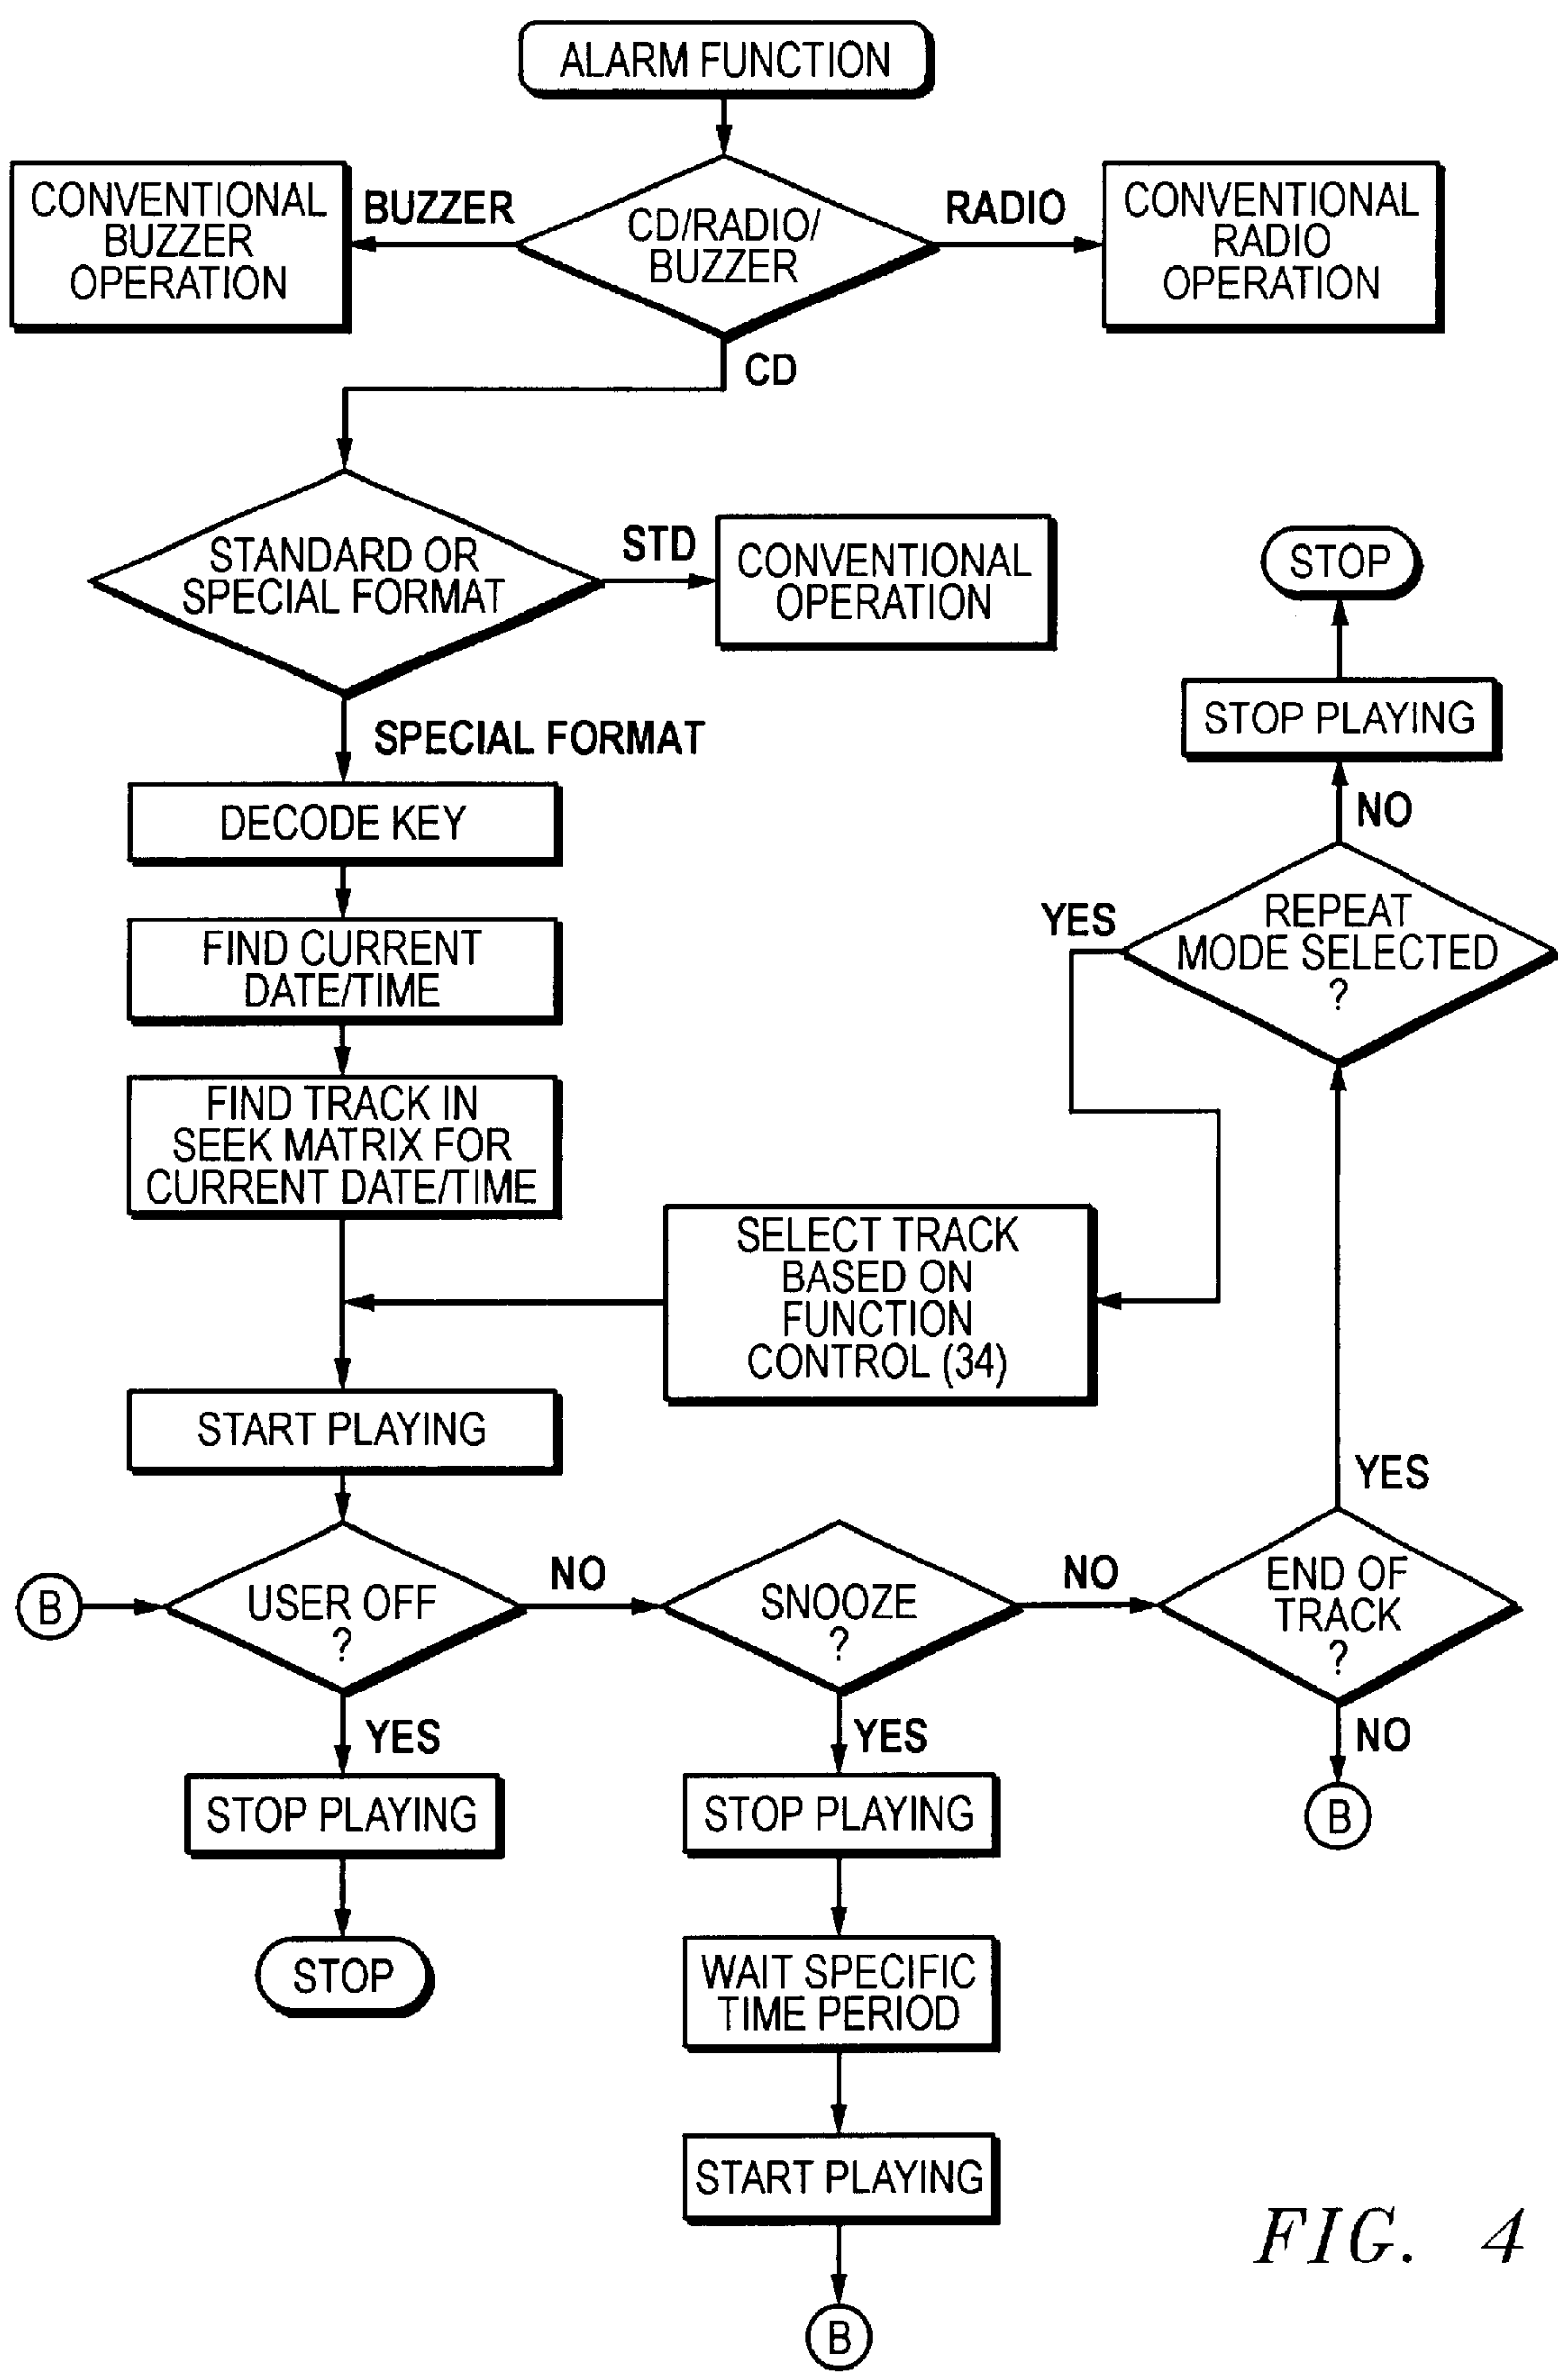 ALARM FUNCTION
CONVENTIONAL
BUZZER
OPERATION
BUZZER
CD/RADIO/
BUZZER
RADIO
CONVENTIONAL
RADIO
OPERATION
CD
STANDARD OR
SPECIAL FORMAT
STD
CONVENTIONAL
OPERATION
STOP
STOP PLAYING
SPECIAL FORMAT
NO
DECODE KEY
YES
REPEAT
MODE SELECTED
?
FIND CURRENT
DATE/TIME
FIND TRACK IN
SEEK MATRIX FOR
CURRENT DATE/TIME
SELECT TRACK
BASED ON
FUNCTION
CONTROL (34)
START PLAYING
YES
B
USER OFF
?
NO
SNOOZE
?
NO
END OF
TRACK
?
YES
YES
NO
STOP PLAYING
STOP PLAYING
B
STOP
WAIT SPECIFIC
TIME PERIOD
START PLAYING
B
FIG. 4